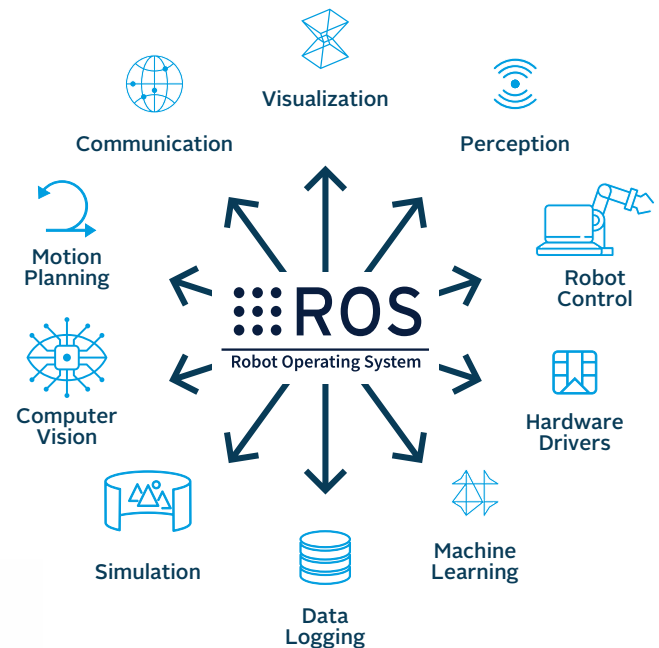 Visualization
Communication
Perception
Motion
Planning
Robot
Control
ROS
Robot Operating System
Computer
Vision
Hardware
Drivers
Simulation
Machine
Learning
Data
Logging